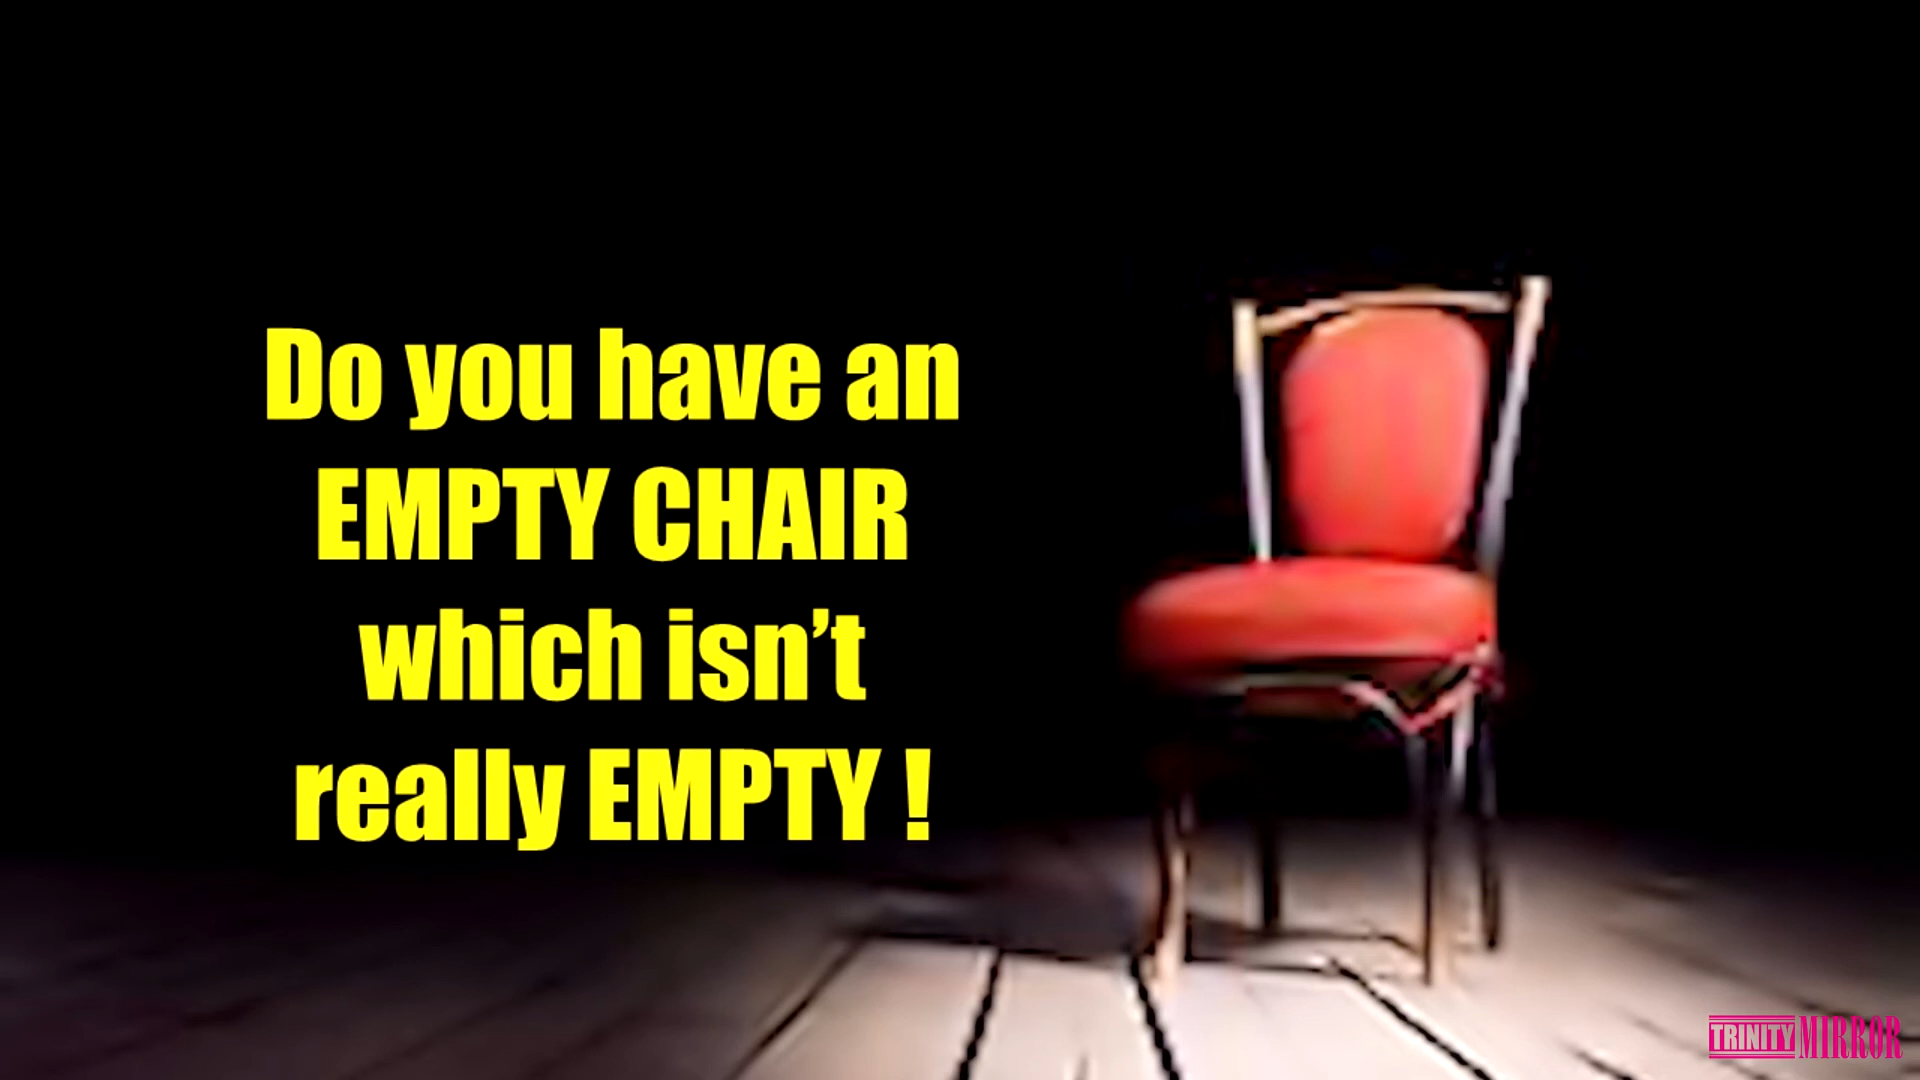 Do you have an
EMPTY CHAIR
which isn’t
really EMPTY !
TRINITY MIRROR